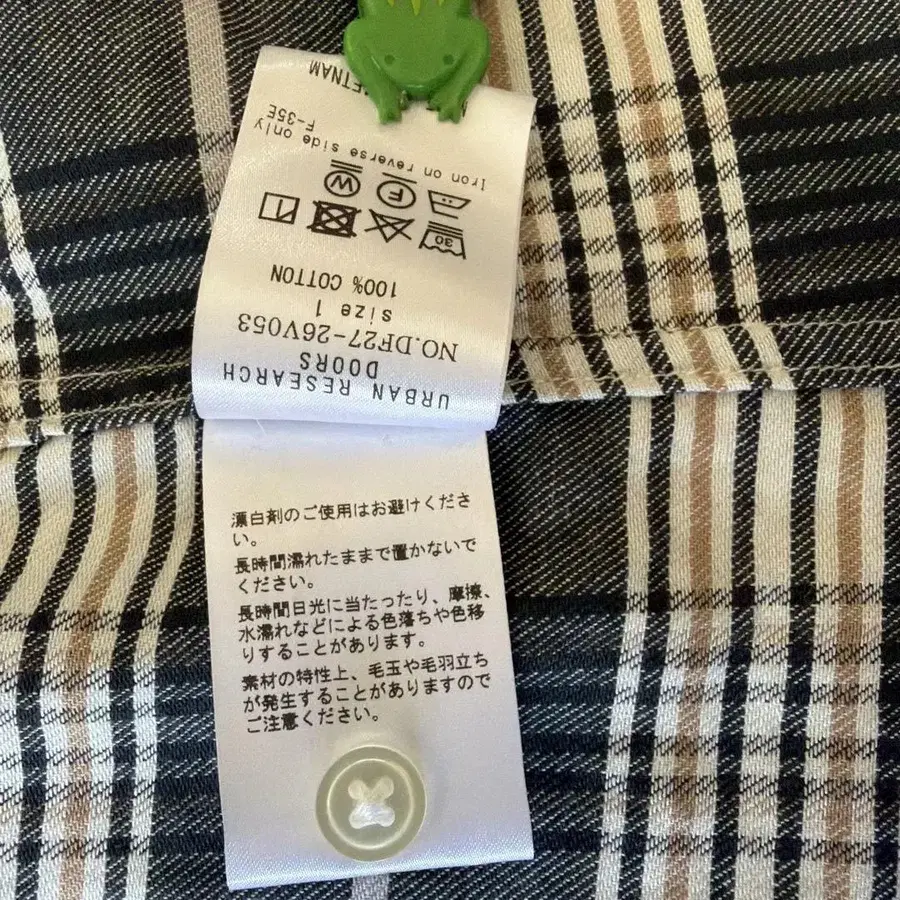 URBAN RESEARCH
DOORS
NO.DF27-26V053
size 1
100% COTTON
30
F
W
Iron on reverse side only
F-35E
漂白剤のご使用はお避けくださ
い。
長時間濡れたままで置かないで
ください。
長時間日光に当たったり、摩擦、
水濡れなどによる色落ちや色移
りすることがあります。
素材の特性上、毛玉や毛羽立ち
が発生することがありますので
ご注意ください。